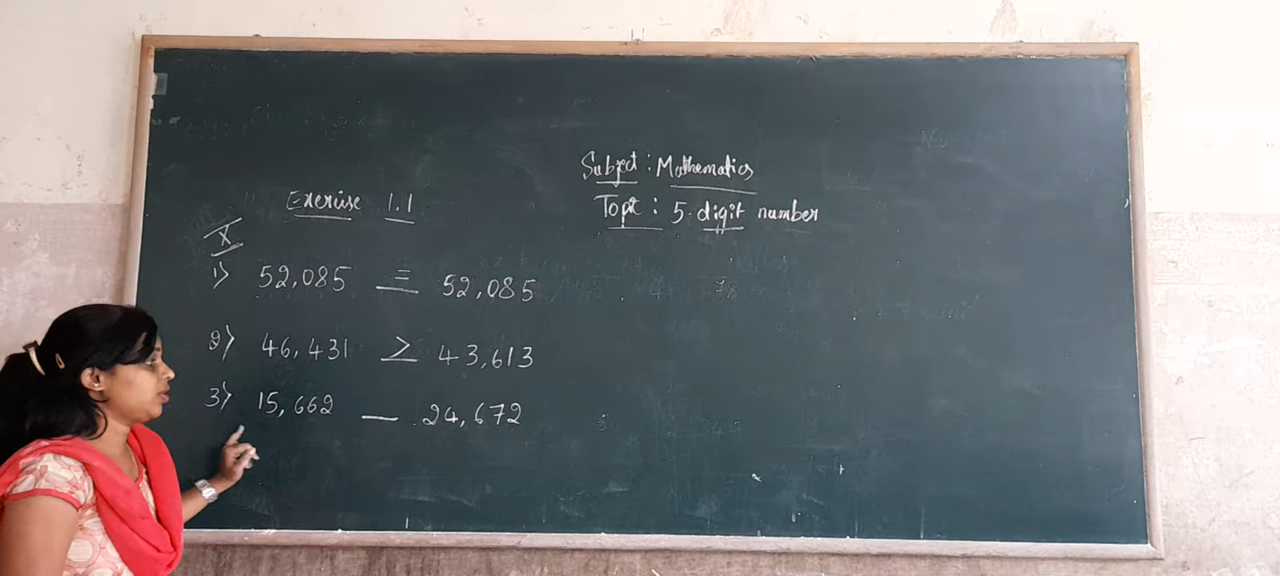 Subject : Mathematics
Topic : 5 digit number
Exercise 1.1
X
1) 52,085 = 52,085
2) 46,431 > 43,613
3) 15,662 __ 24,672